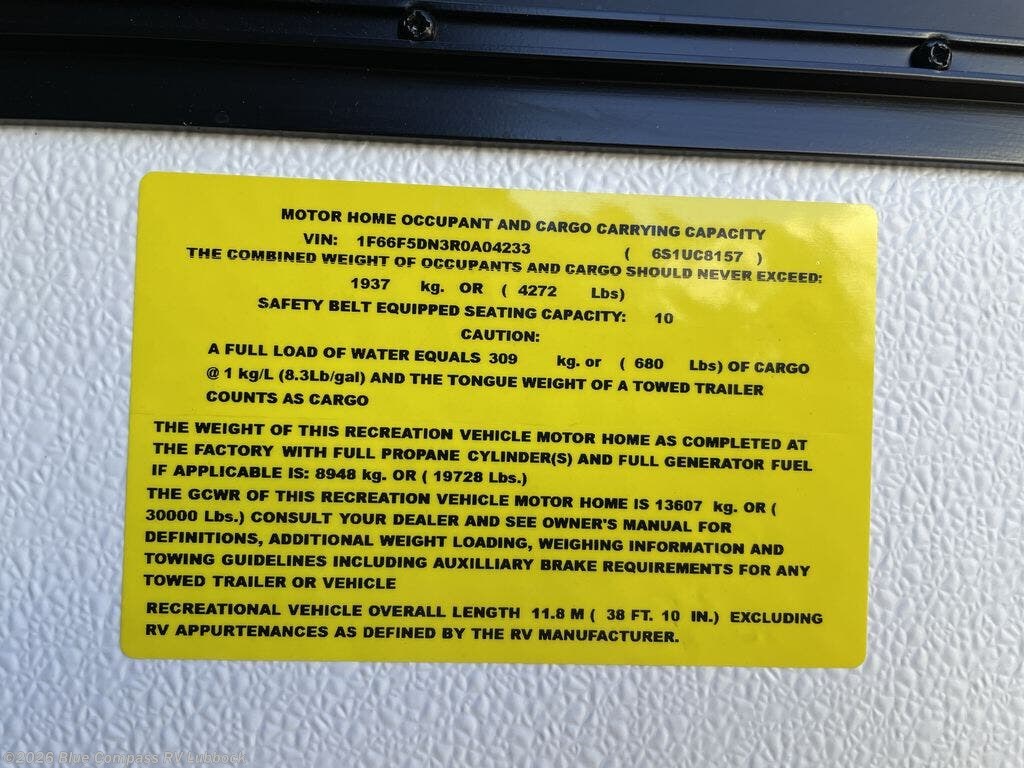 MOTOR HOME OCCUPANT AND CARGO CARRYING CAPACITY
VIN: 1F66F5DN3R0A04233 ( 6S1UC8157 )
THE COMBINED WEIGHT OF OCCUPANTS AND CARGO SHOULD NEVER EXCEED:
1937 kg. OR ( 4272 Lbs)
SAFETY BELT EQUIPPED SEATING CAPACITY: 10
CAUTION:
A FULL LOAD OF WATER EQUALS 309 kg. or ( 680 Lbs) OF CARGO
@ 1 kg/L (8.3Lb/gal) AND THE TONGUE WEIGHT OF A TOWED TRAILER
COUNTS AS CARGO
THE WEIGHT OF THIS RECREATION VEHICLE MOTOR HOME AS COMPLETED AT
THE FACTORY WITH FULL PROPANE CYLINDER(S) AND FULL GENERATOR FUEL
IF APPLICABLE IS: 8948 kg. OR ( 19728 Lbs.)
THE GCWR OF THIS RECREATION VEHICLE MOTOR HOME IS 13607 kg. OR (
30000 Lbs.) CONSULT YOUR DEALER AND SEE OWNER'S MANUAL FOR
DEFINITIONS, ADDITIONAL WEIGHT LOADING, WEIGHING INFORMATION AND
TOWING GUIDELINES INCLUDING AUXILLIARY BRAKE REQUIREMENTS FOR ANY
TOWED TRAILER OR VEHICLE
RECREATIONAL VEHICLE OVERALL LENGTH 11.8 M ( 38 FT. 10 IN.) EXCLUDING
RV APPURTENANCES AS DEFINED BY THE RV MANUFACTURER.
©2026 Blue Compass RV Lubbock